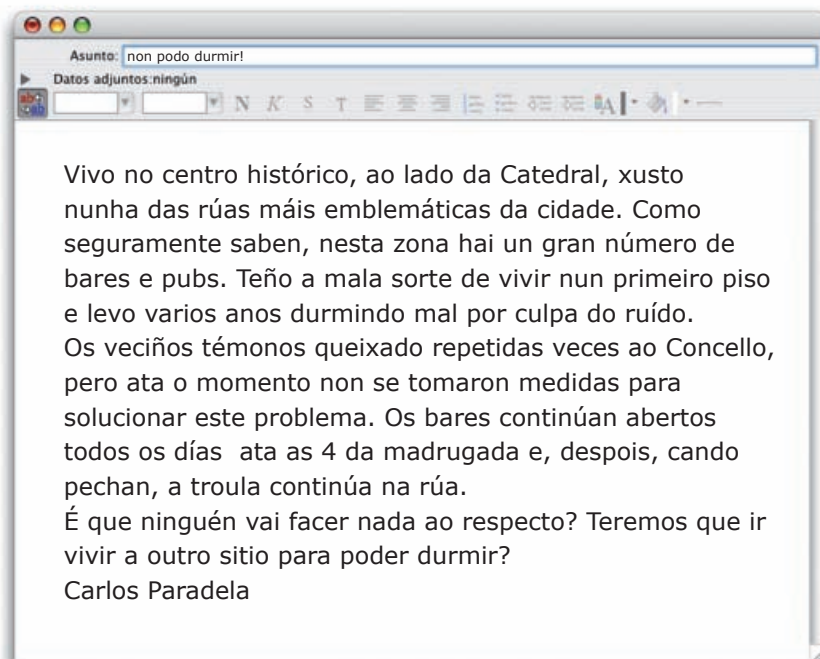 Asunto: non podo durmir!
Datos adjuntos:ningún
N K S T
Vivo no centro histórico, ao lado da Catedral, xusto
nunha das rúas máis emblemáticas da cidade. Como
seguramente saben, nesta zona hai un gran número de
bares e pubs. Teño a mala sorte de vivir nun primeiro piso
e levo varios anos durmindo mal por culpa do ruído.
Os veciños témonos queixado repetidas veces ao Concello,
pero ata o momento non se tomaron medidas para
solucionar este problema. Os bares continúan abertos
todos os días  ata as 4 da madrugada e, despois, cando
pechan, a troula continúa na rúa.
É que ninguén vai facer nada ao respecto? Teremos que ir
vivir a outro sitio para poder durmir?
Carlos Paradela